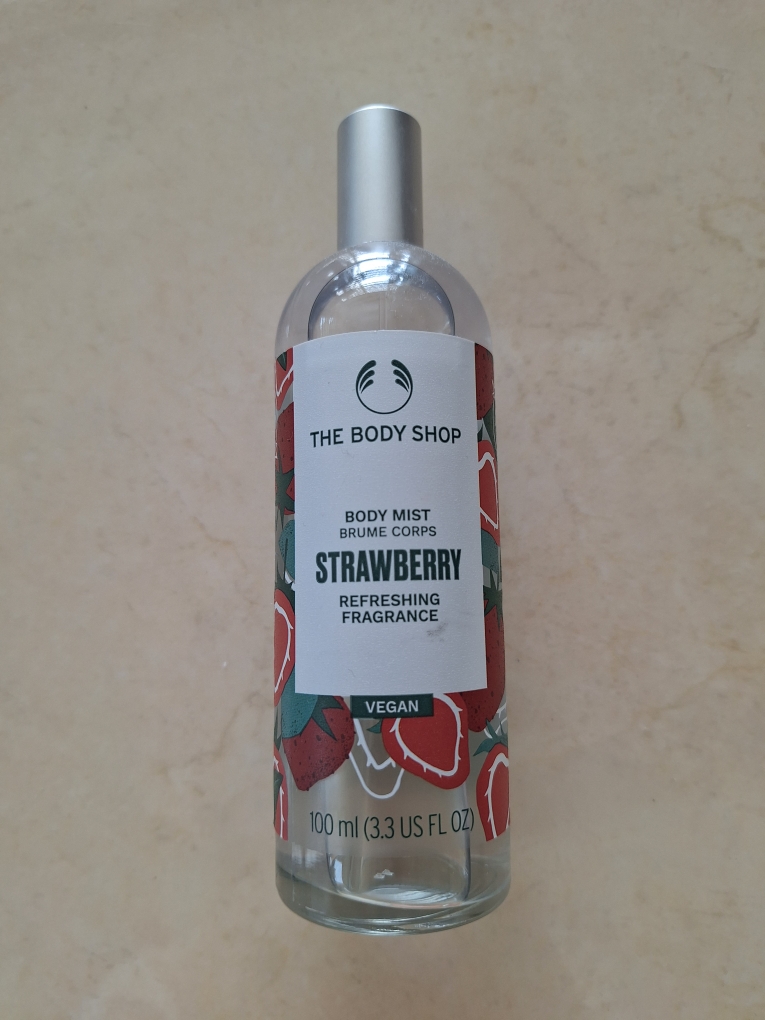 THE BODY SHOP
BODY MIST
BRUME CORPS
STRAWBERRY
REFRESHING
FRAGRANCE
VEGAN
100 ml (3.3 US FL OZ)